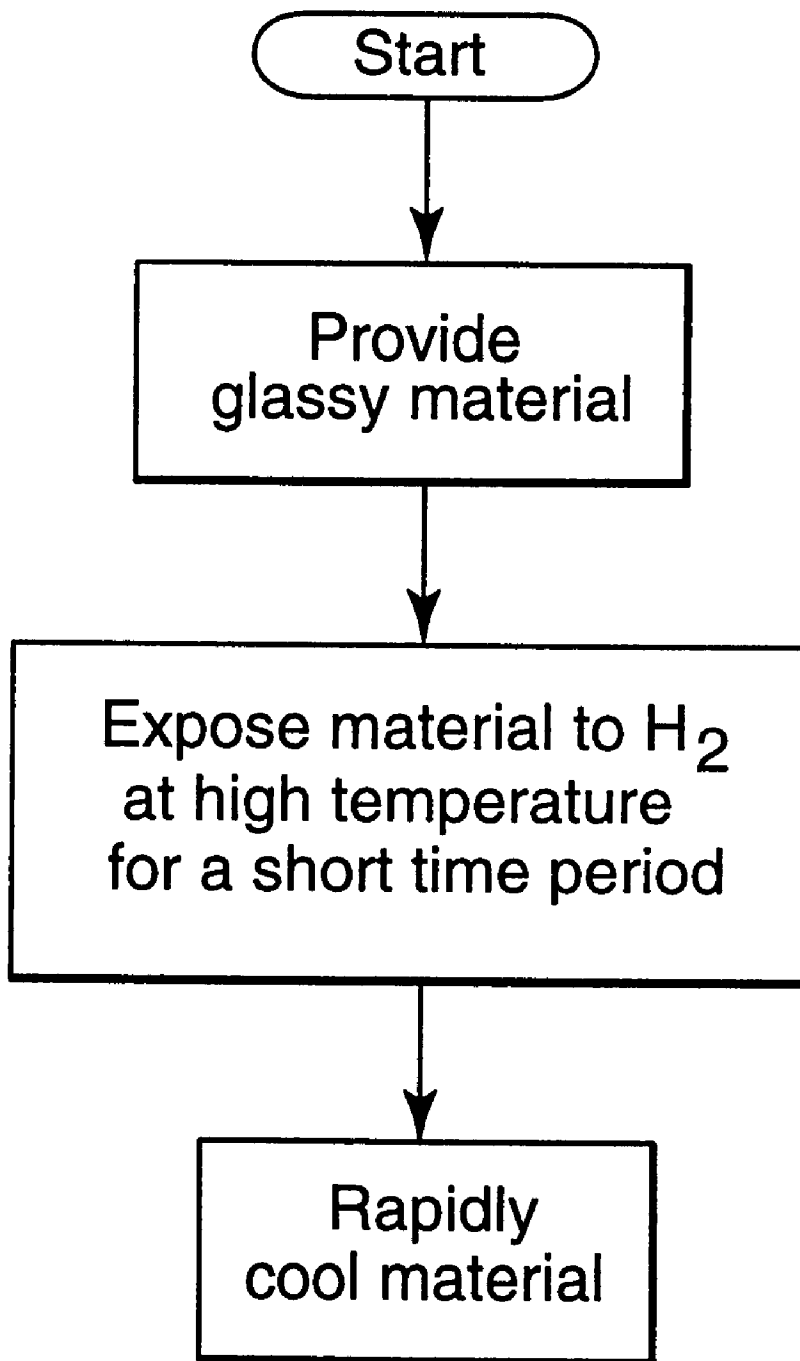 Start
Provide
glassy material
Expose material to H₂
at high temperature
for a short time period
Rapidly
cool material